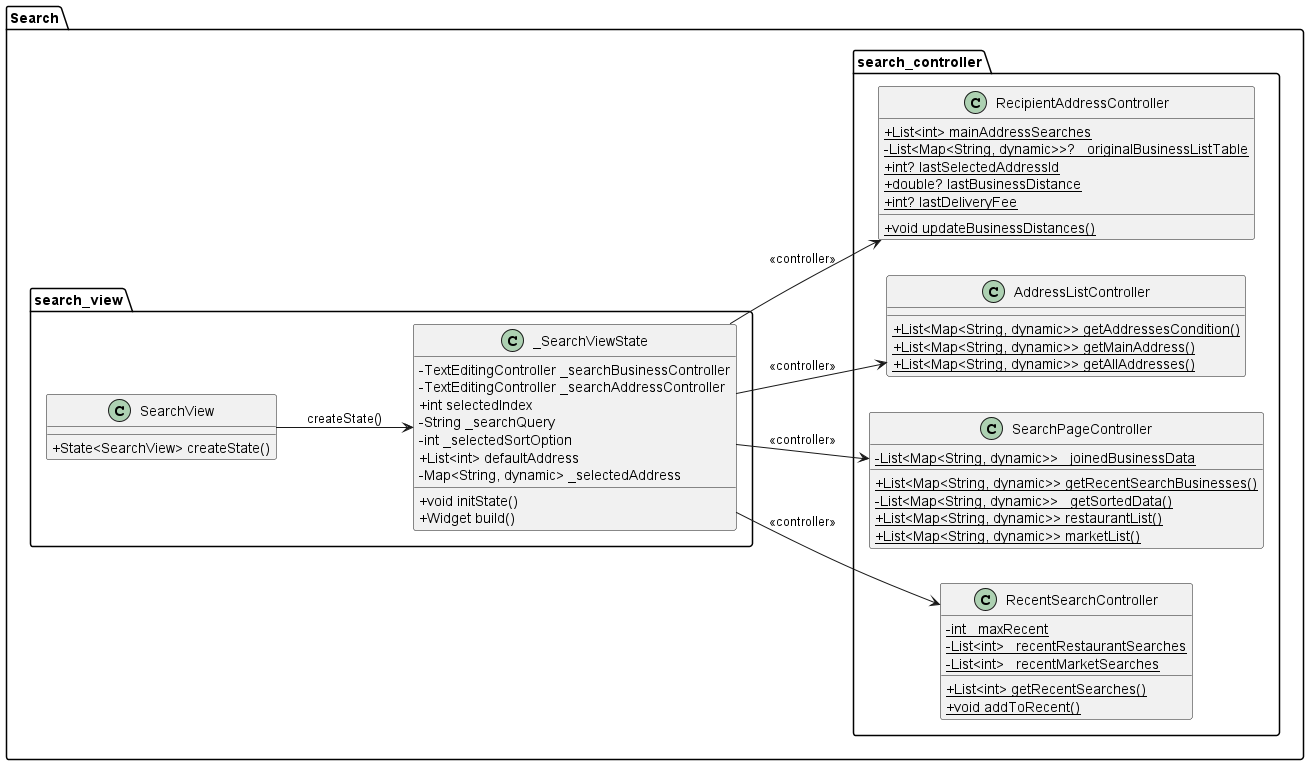 Search
search_controller
C RecipientAddressController
+List<int> mainAddressSearches
-List<Map<String, dynamic>>? _originalBusinessListTable
+int? lastSelectedAddressId
+double? lastBusinessDistance
+int? lastDeliveryFee
+void updateBusinessDistances()
«controller»
C AddressListController
+List<Map<String, dynamic>> getAddressesCondition()
+List<Map<String, dynamic>> getMainAddress()
+List<Map<String, dynamic>> getAllAddresses()
«controller»
search_view
C SearchView
+State<SearchView> createState()
createState()
C _SearchViewState
-TextEditingController _searchBusinessController
-TextEditingController _searchAddressController
+int selectedIndex
-String _searchQuery
-int _selectedSortOption
+List<int> defaultAddress
-Map<String, dynamic> _selectedAddress
+void initState()
+Widget build()
«controller»
C SearchPageController
-List<Map<String, dynamic>> _joinedBusinessData
+List<Map<String, dynamic>> getRecentSearchBusinesses()
-List<Map<String, dynamic>> _getSortedData()
+List<Map<String, dynamic>> restaurantList()
+List<Map<String, dynamic>> marketList()
«controller»
C RecentSearchController
-int _maxRecent
-List<int> _recentRestaurantSearches
-List<int> _recentMarketSearches
+List<int> getRecentSearches()
+void addToRecent()